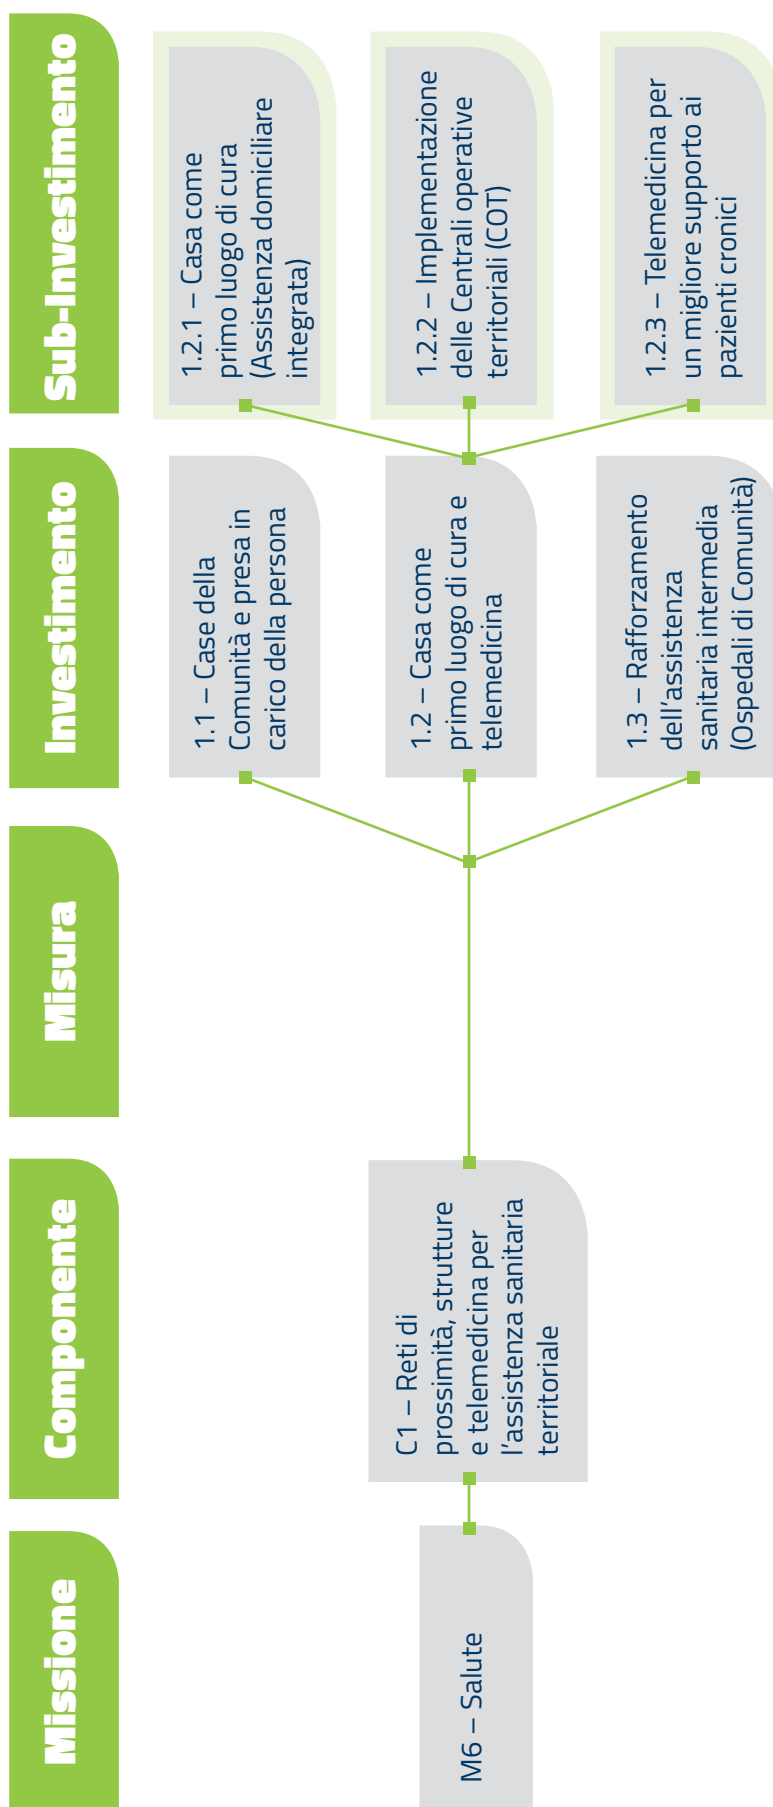 Missione
Componente
Misura
Investimento
Sub-Investimento
M6 – Salute
C1 – Reti di
prossimità, strutture
e telemedicina per
l'assistenza sanitaria
territoriale
1.1 – Case della
Comunità e presa in
carico della persona
1.2 – Casa come
primo luogo di cura e
telemedicina
1.3 – Rafforzamento
dell'assistenza
sanitaria intermedia
(Ospedali di Comunità)
1.2.1 – Casa come
primo luogo di cura
(Assistenza domiciliare
integrata)
1.2.2 – Implementazione
delle Centrali operative
territoriali (COT)
1.2.3 – Telemedicina per
un migliore supporto ai
pazienti cronici